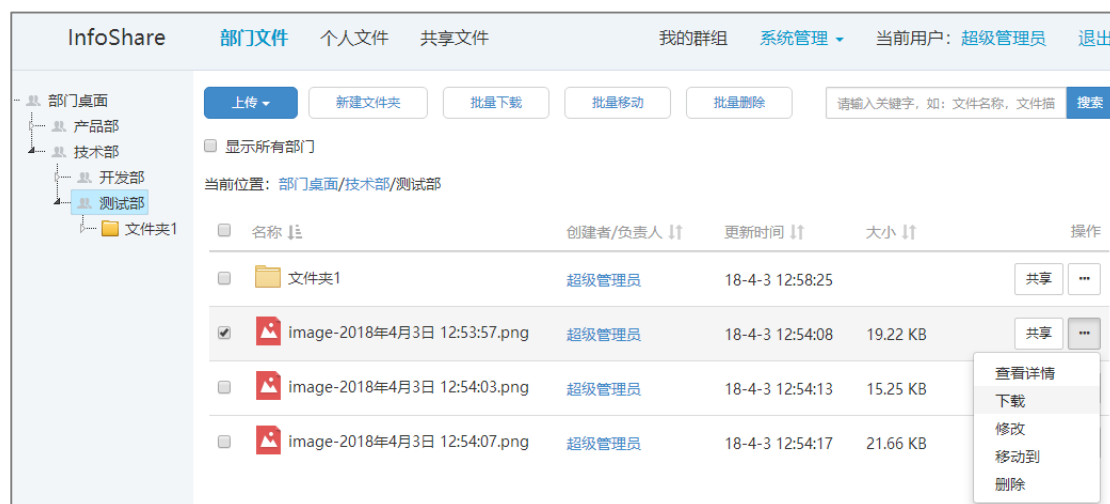 InfoShare 部门文件 个人文件 共享文件 我的群组 系统管理 当前用户：超级管理员 退出
部门桌面
产品部
技术部
开发部
测试部
文件夹1
上传 新建文件夹 批量下载 批量移动 批量删除 请输入关键字，如：文件名称，文件描 搜索
显示所有部门
当前位置：部门桌面/技术部/测试部
名称 创建者/负责人 更新时间 大小 操作
文件夹1 超级管理员 18-4-3 12:58:25 共享 ...
image-2018年4月3日 12:53:57.png 超级管理员 18-4-3 12:54:08 19.22 KB 共享 ...
image-2018年4月3日 12:54:03.png 超级管理员 18-4-3 12:54:13 15.25 KB
image-2018年4月3日 12:54:07.png 超级管理员 18-4-3 12:54:17 21.66 KB
查看详情
下载
修改
移动到
删除